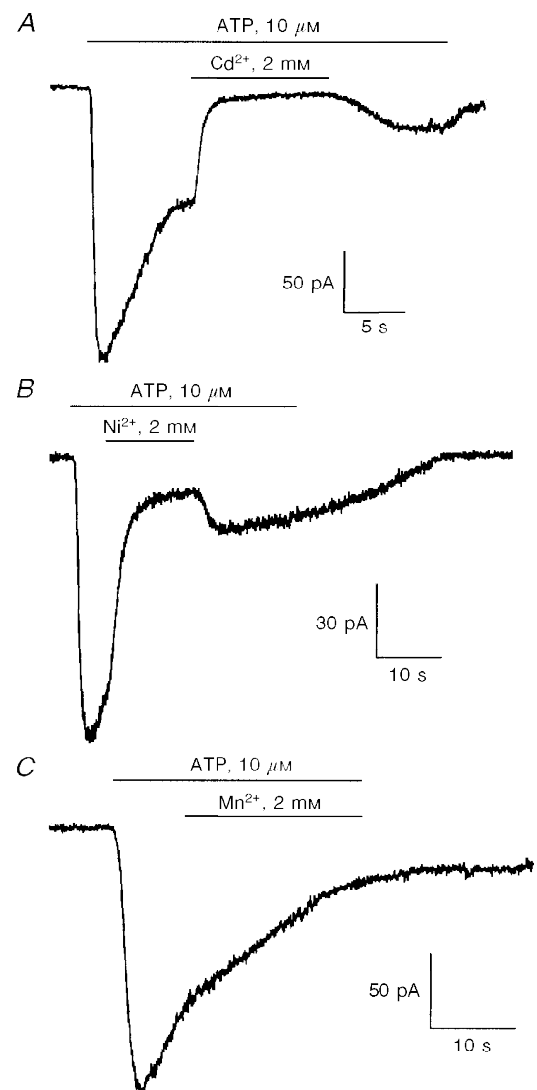 A
ATP, 10 μM
Cd²⁺, 2 mM
50 pA
5 s
B
ATP, 10 μM
Ni²⁺, 2 mM
30 pA
10 s
C
ATP, 10 μM
Mn²⁺, 2 mM
50 pA
10 s